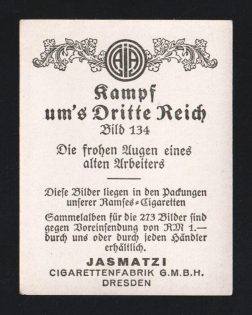 Kampf
um's Dritte Reich
Bild 134
Die frohen Augen eines
alten Arbeiters
Diese Bilder liegen in den Packungen
unserer Ramses-Cigaretten
Sammelalben für die 273 Bilder sind
gegen Voreinsendung von RM 1.—
durch uns oder durch jeden Händler
erhältlich.
JASMATZI
CIGARETTENFABRIK G.M.B.H.
DRESDEN